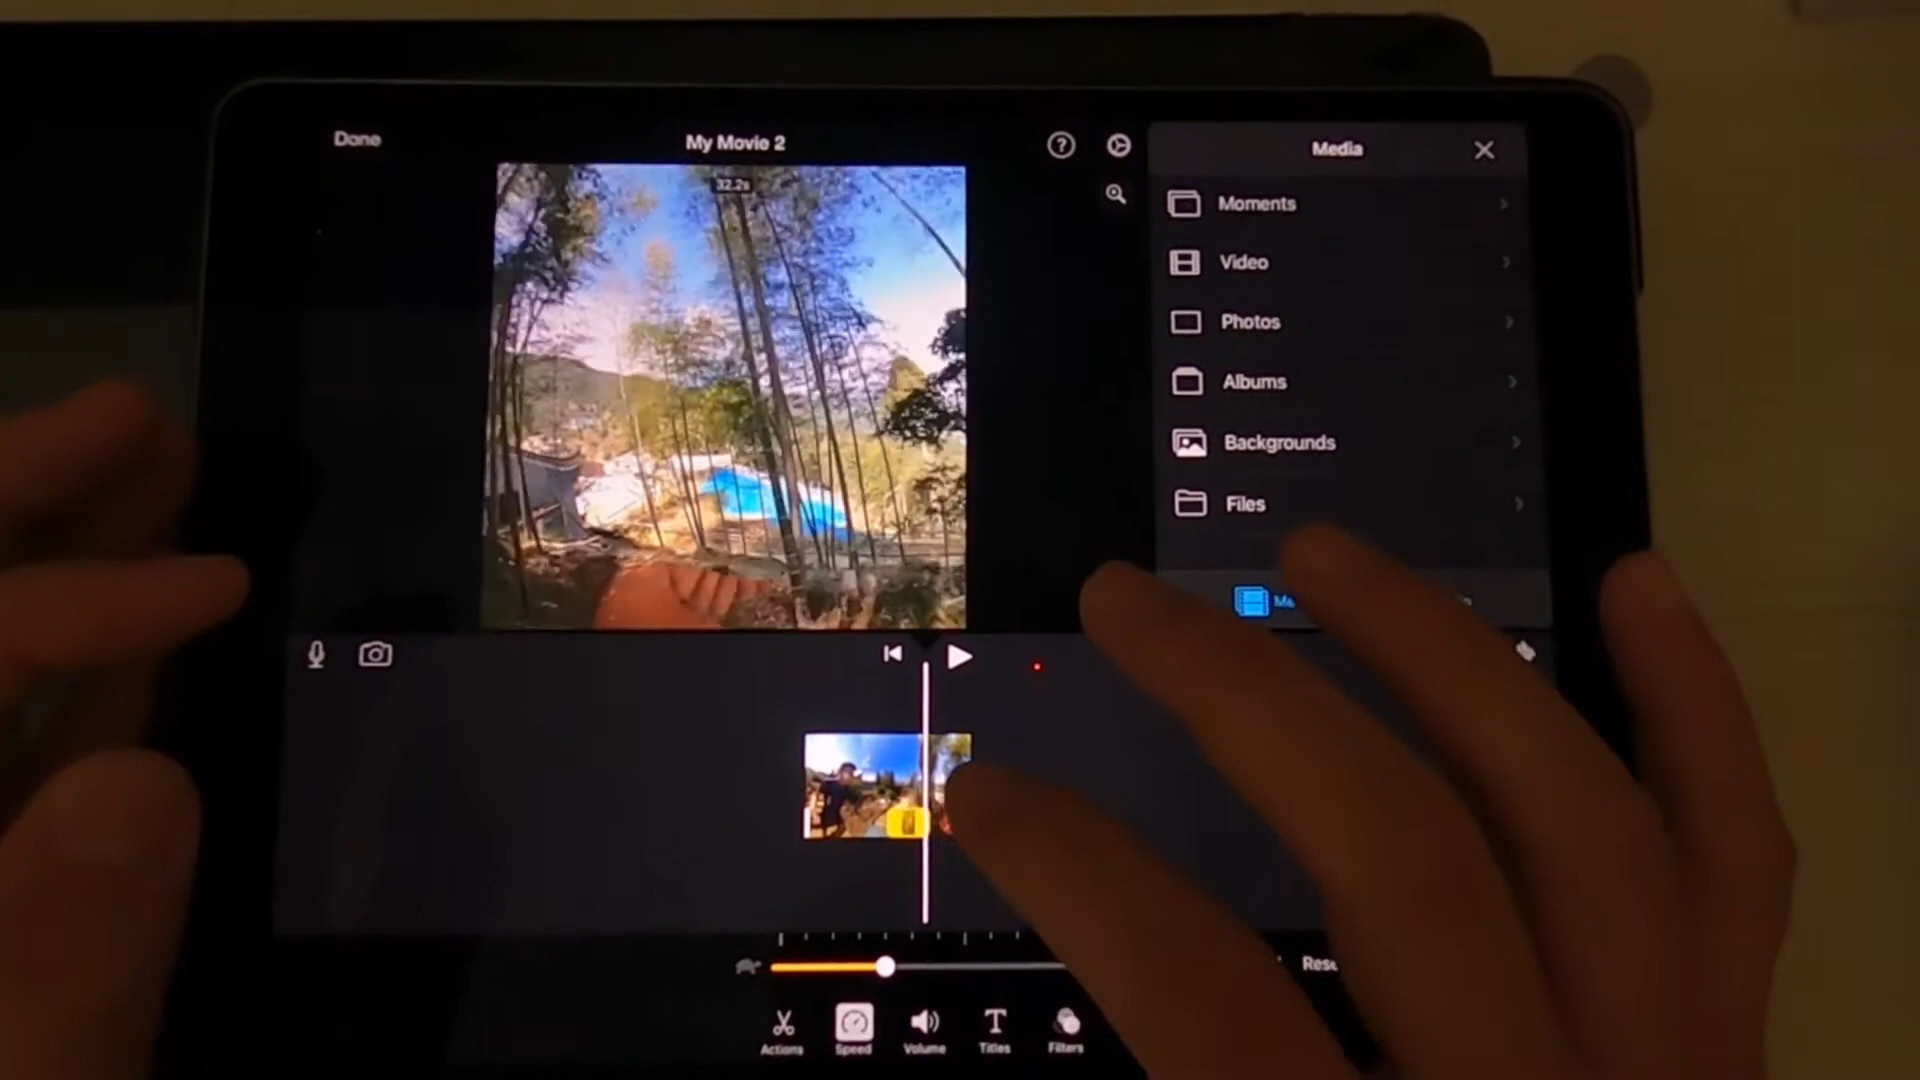 Done
My Movie 2
?
Media
32.2s
Moments
Video
Photos
Albums
Backgrounds
Files
Actions
Speed
Volume
Titles
Filters